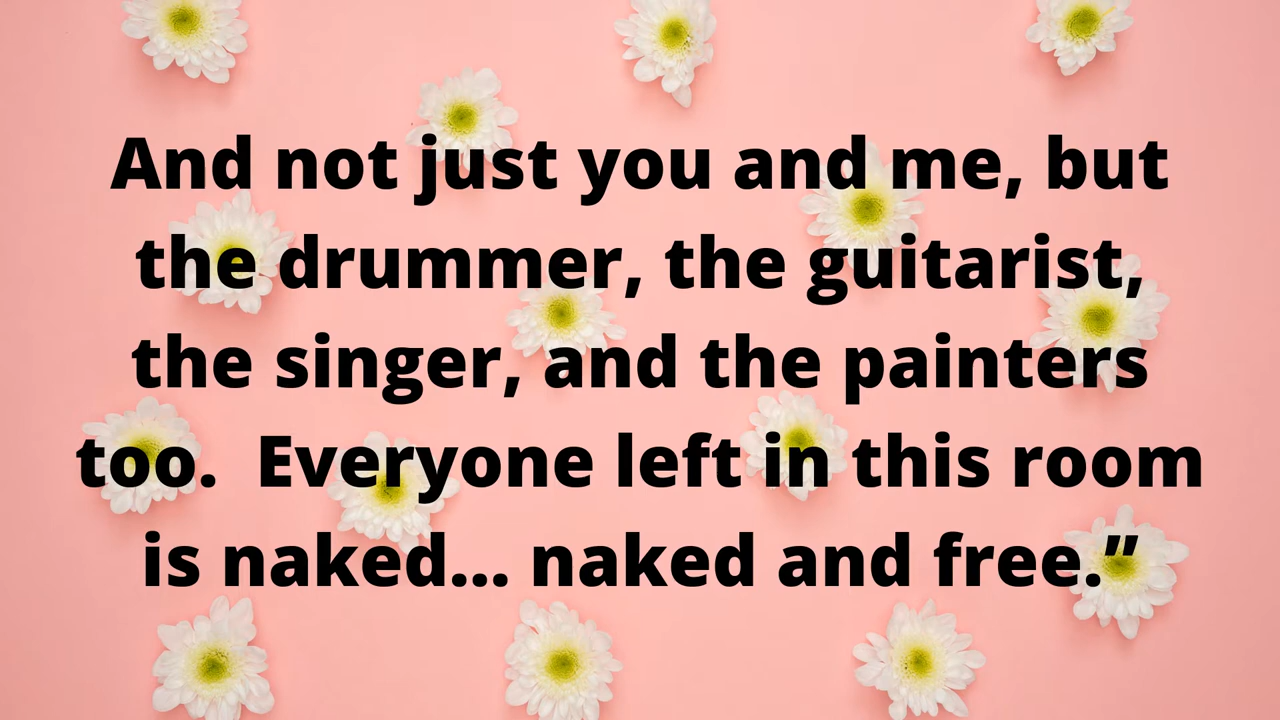 And not just you and me, but
the drummer, the guitarist,
the singer, and the painters
too.  Everyone left in this room
is naked... naked and free.”